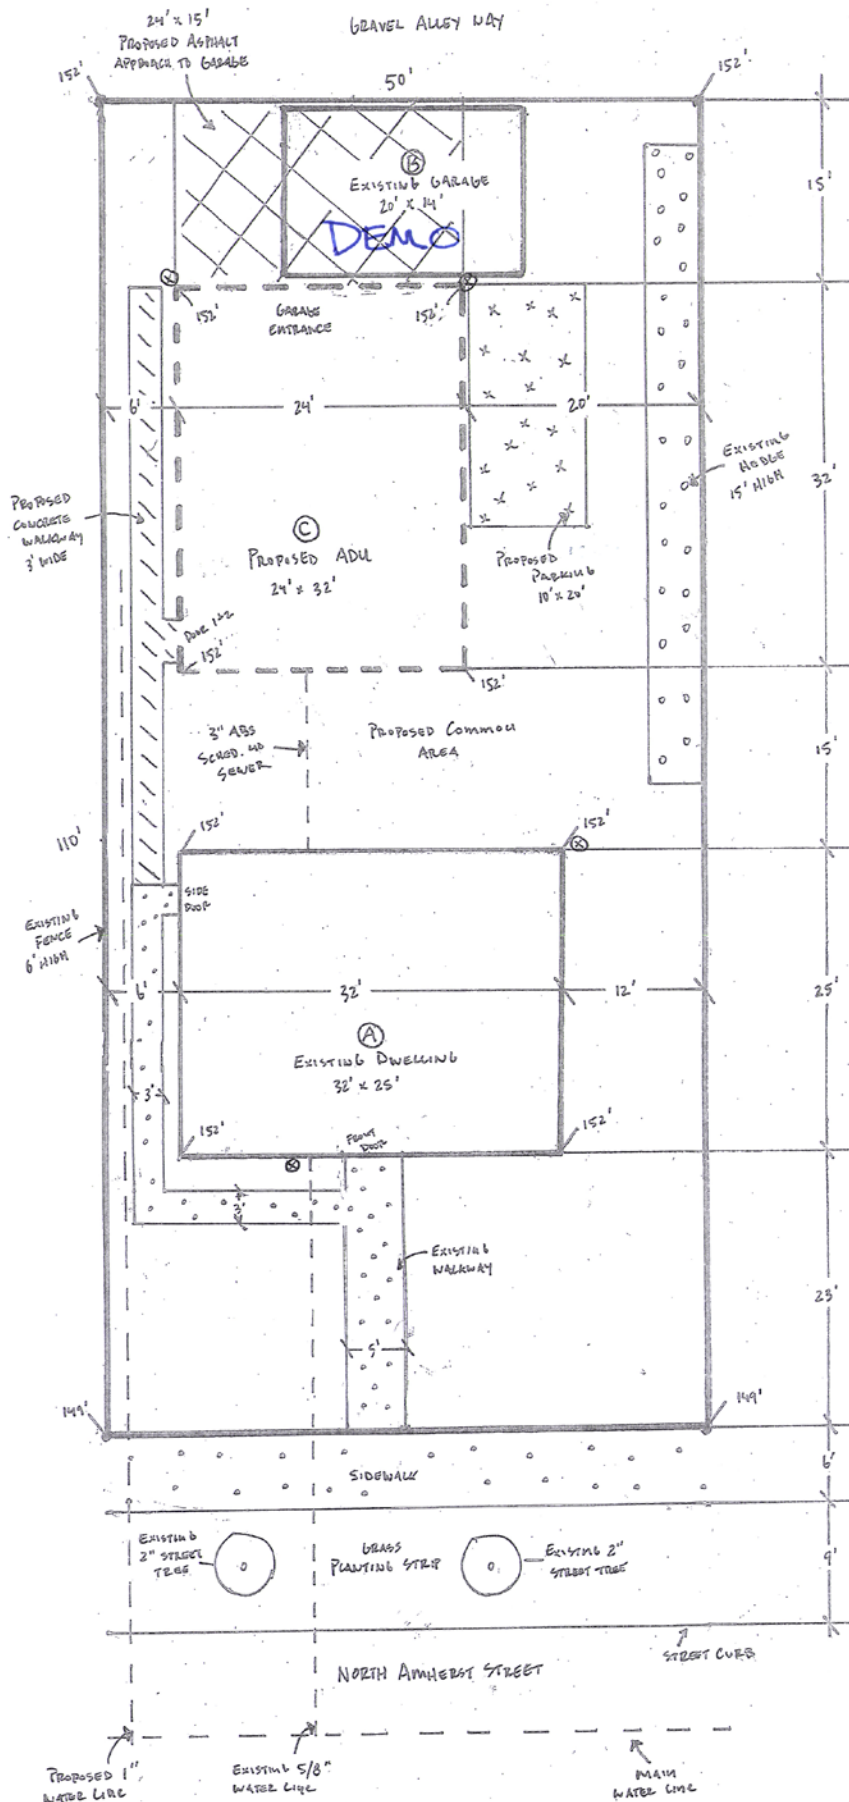 24' x 15'
PROPOSED ASPHALT
APPROACH TO GARAGE
GRAVEL ALLEY WAY
152'
50'
152'
B
EXISTING GARAGE
20' x 14'
DEMO
15'
152'
GARAGE
ENTRANCE
152'
6'
24'
20'
EXISTING
HEDGE
15' HIGH
32'
PROPOSED
CONCRETE
WALKWAY
3' WIDE
C
PROPOSED ADU
24' x 32'
PROPOSED
PARKING
10' x 20'
DOOR 1+2
152'
152'
3" ABS
SCHED. 40
SEWER
PROPOSED COMMON
AREA
15'
152'
152'
110'
SIDE
DOOR
EXISTING
FENCE
6' HIGH
6'
32'
12'
25'
A
EXISTING DWELLING
32' x 25'
3'
152'
FRONT
DOOR
152'
3'
EXISTING
WALKWAY
23'
5'
149'
149'
SIDEWALK
6'
EXISTING
2" STREET
TREE
GRASS
PLANTING STRIP
EXISTING 2"
STREET TREE
9'
STREET CURB
NORTH AMHERST STREET
PROPOSED 1"
WATER LINE
EXISTING 5/8"
WATER LINE
MAIN
WATER LINE